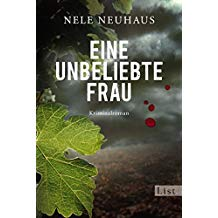 NELE NEUHAUS
EINE
UNBELIEBTE
FRAU
Kriminalroman
List